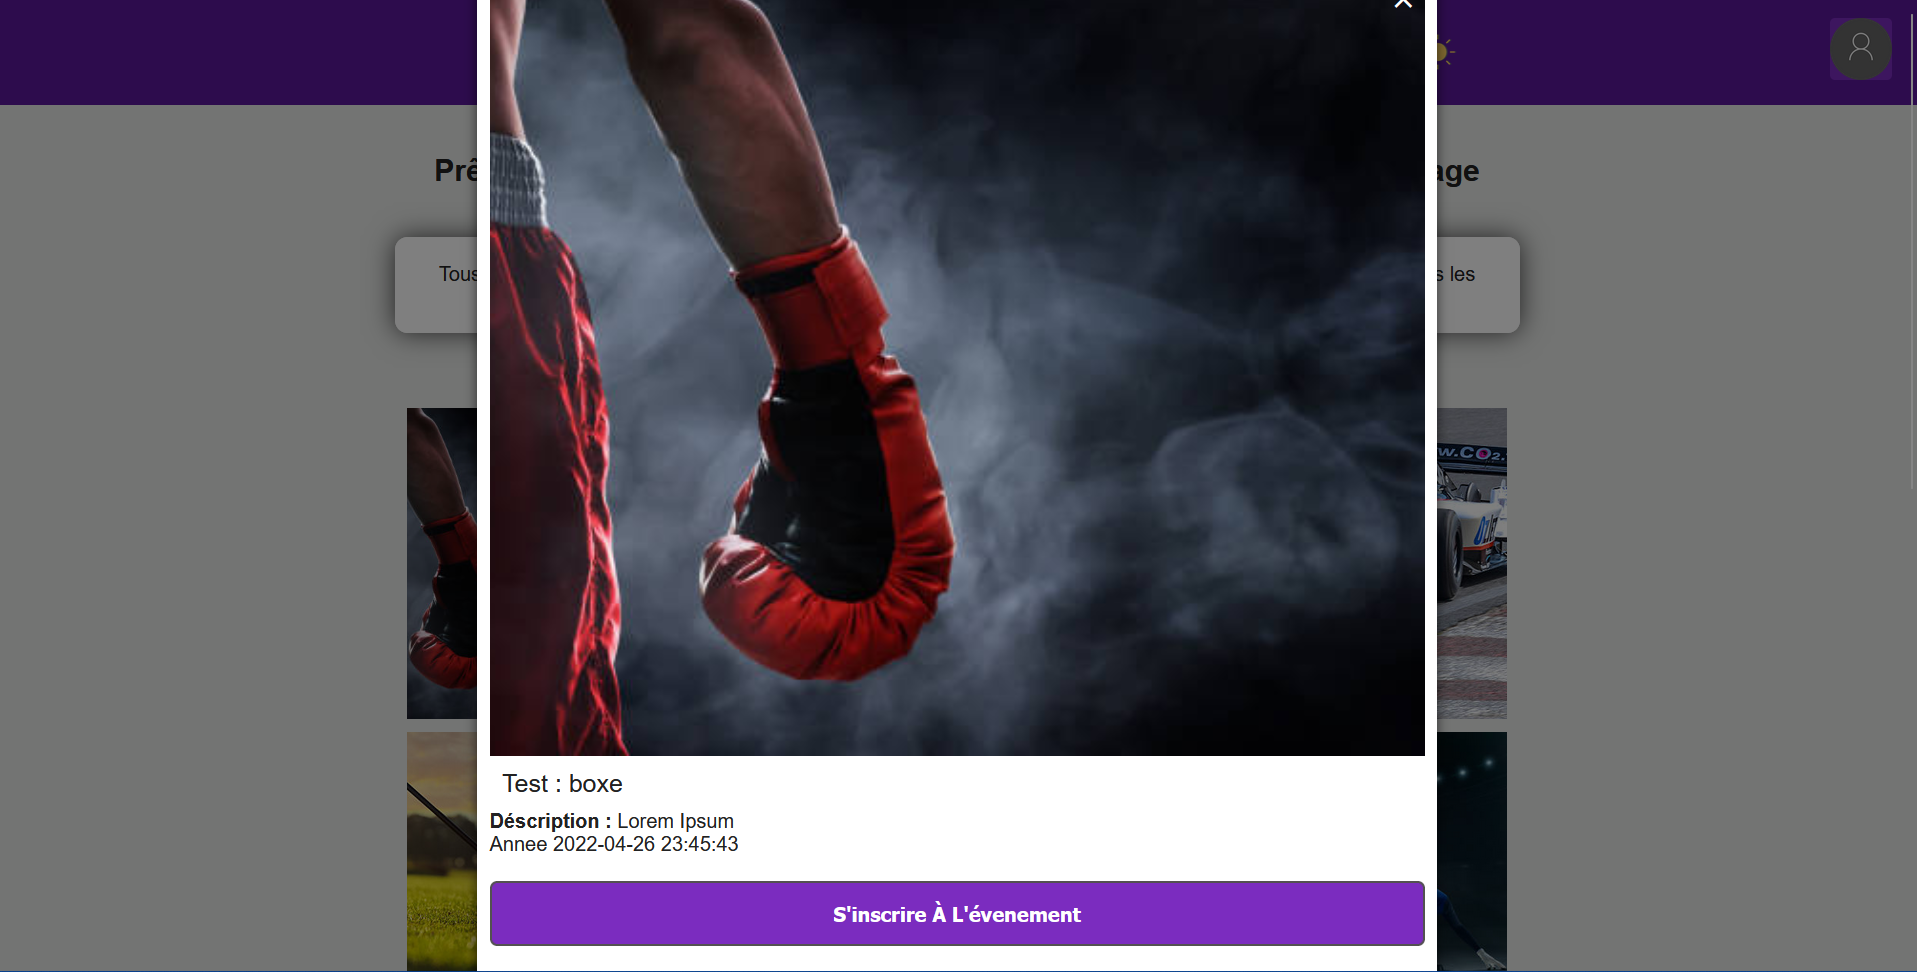 Prê
age
Tous
s les
w.CO2.
Test : boxe
Déscription : Lorem Ipsum
Annee 2022-04-26 23:45:43
S'inscrire À L'évenement